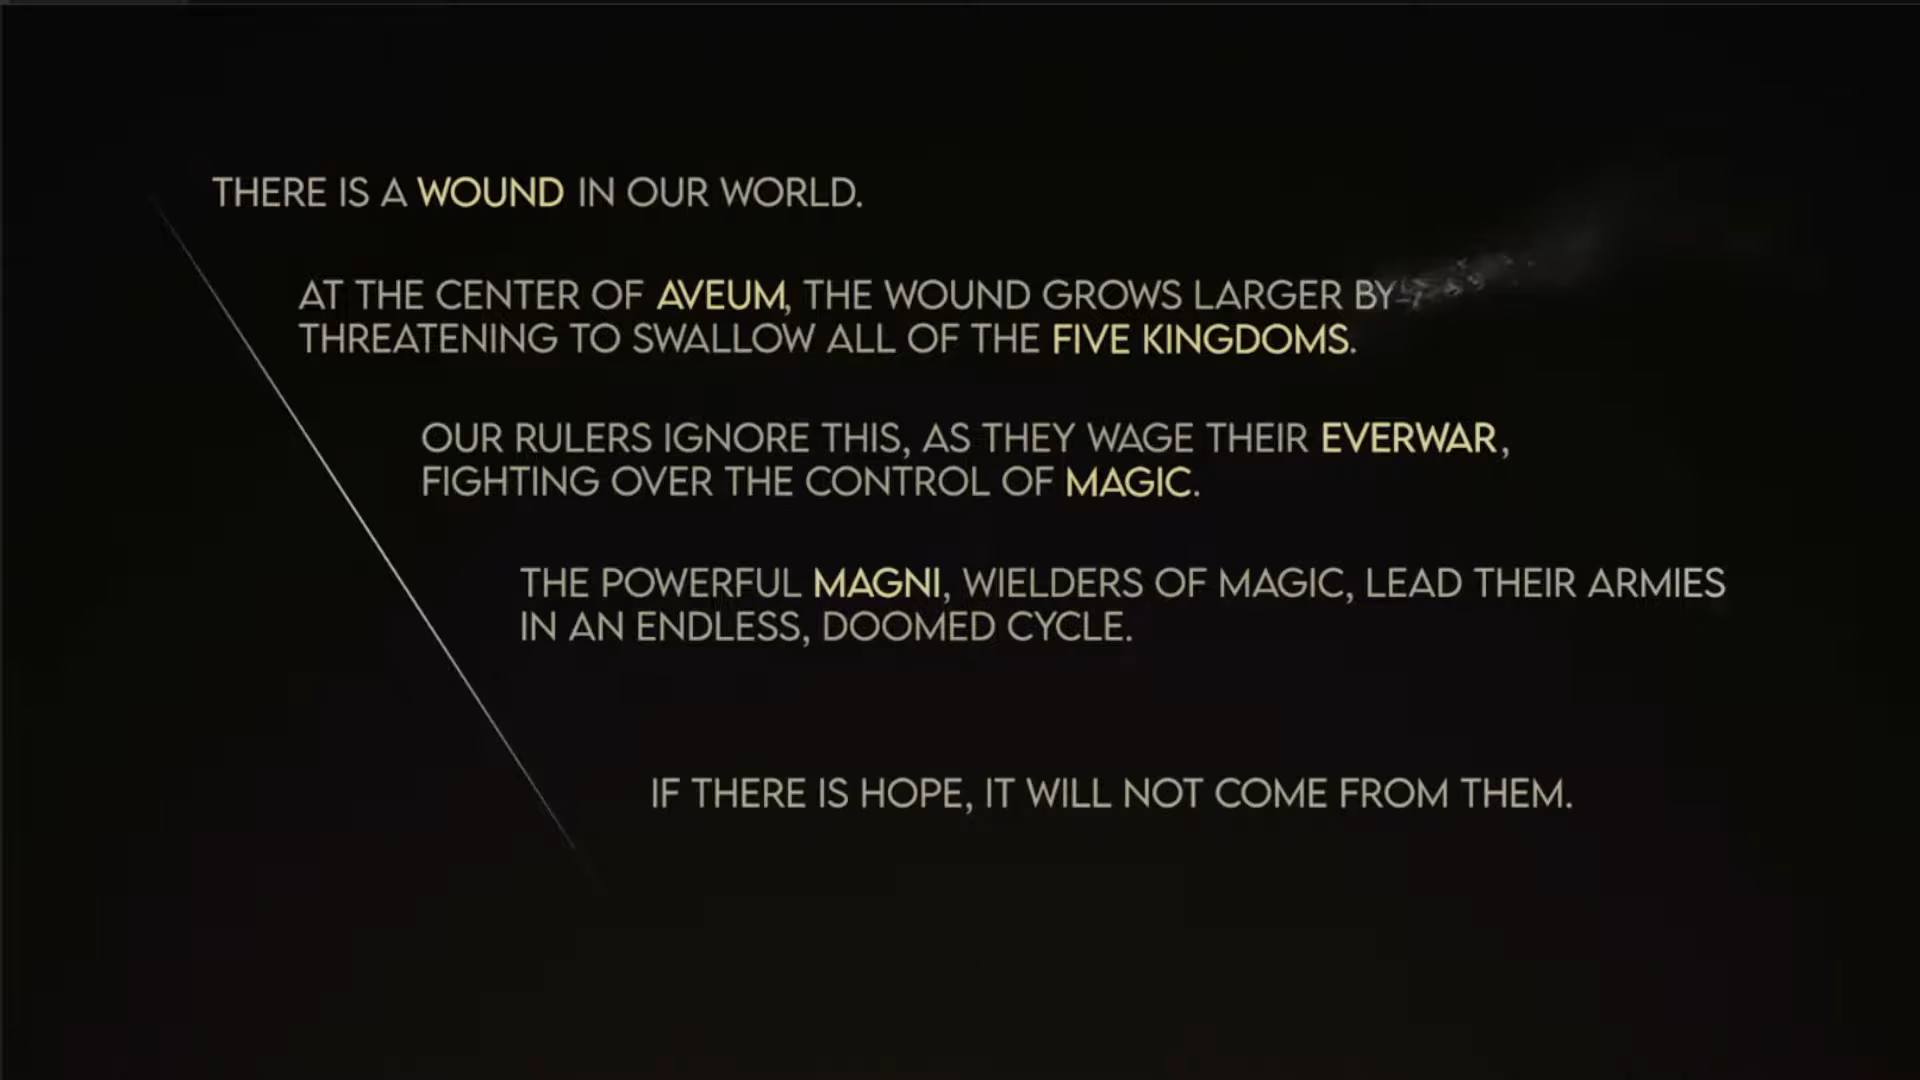 THERE IS A WOUND IN OUR WORLD.
AT THE CENTER OF AVEUM, THE WOUND GROWS LARGER BY
THREATENING TO SWALLOW ALL OF THE FIVE KINGDOMS.
OUR RULERS IGNORE THIS, AS THEY WAGE THEIR EVERWAR,
FIGHTING OVER THE CONTROL OF MAGIC.
THE POWERFUL MAGNI, WIELDERS OF MAGIC, LEAD THEIR ARMIES
IN AN ENDLESS, DOOMED CYCLE.
IF THERE IS HOPE, IT WILL NOT COME FROM THEM.